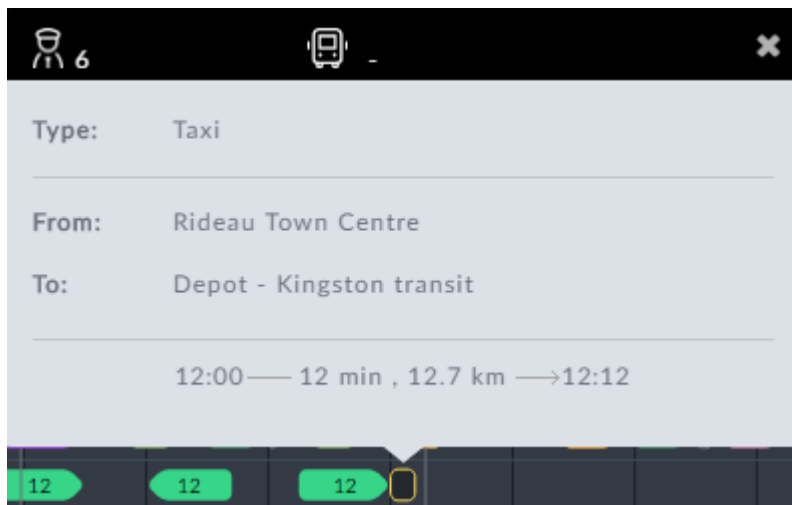 6 -
Type: Taxi
From: Rideau Town Centre
To: Depot - Kingston transit
12:00 — 12 min , 12.7 km →12:12
12 12 12